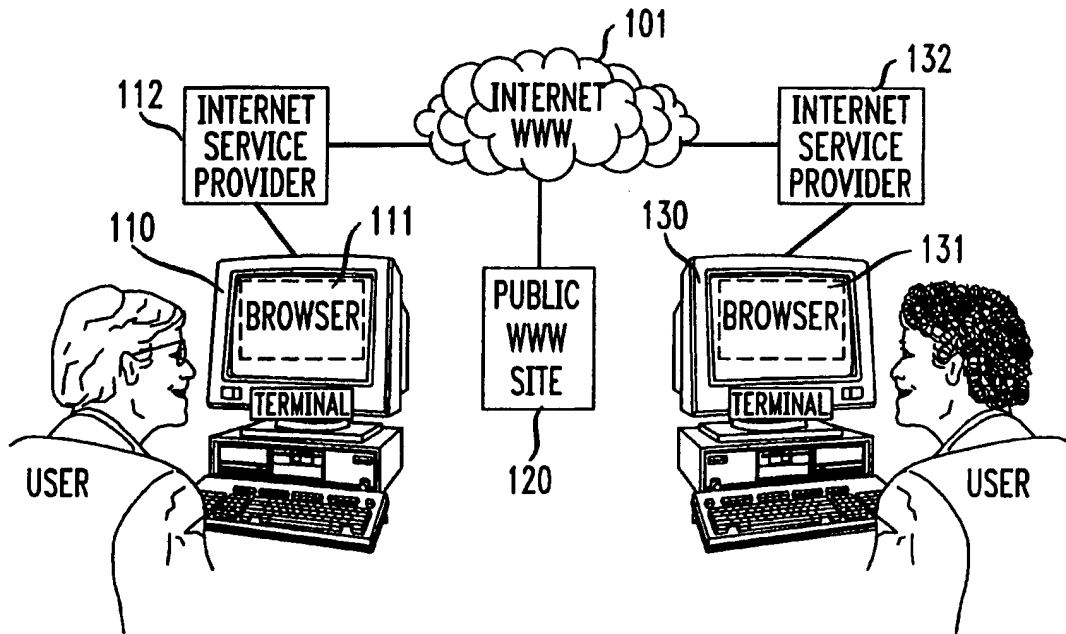 101
132
112
INTERNET
SERVICE
PROVIDER
INTERNET
WWW
INTERNET
SERVICE
PROVIDER
110
111
130
131
BROWSER
PUBLIC
WWW
SITE
BROWSER
TERMINAL
TERMINAL
USER
120
USER